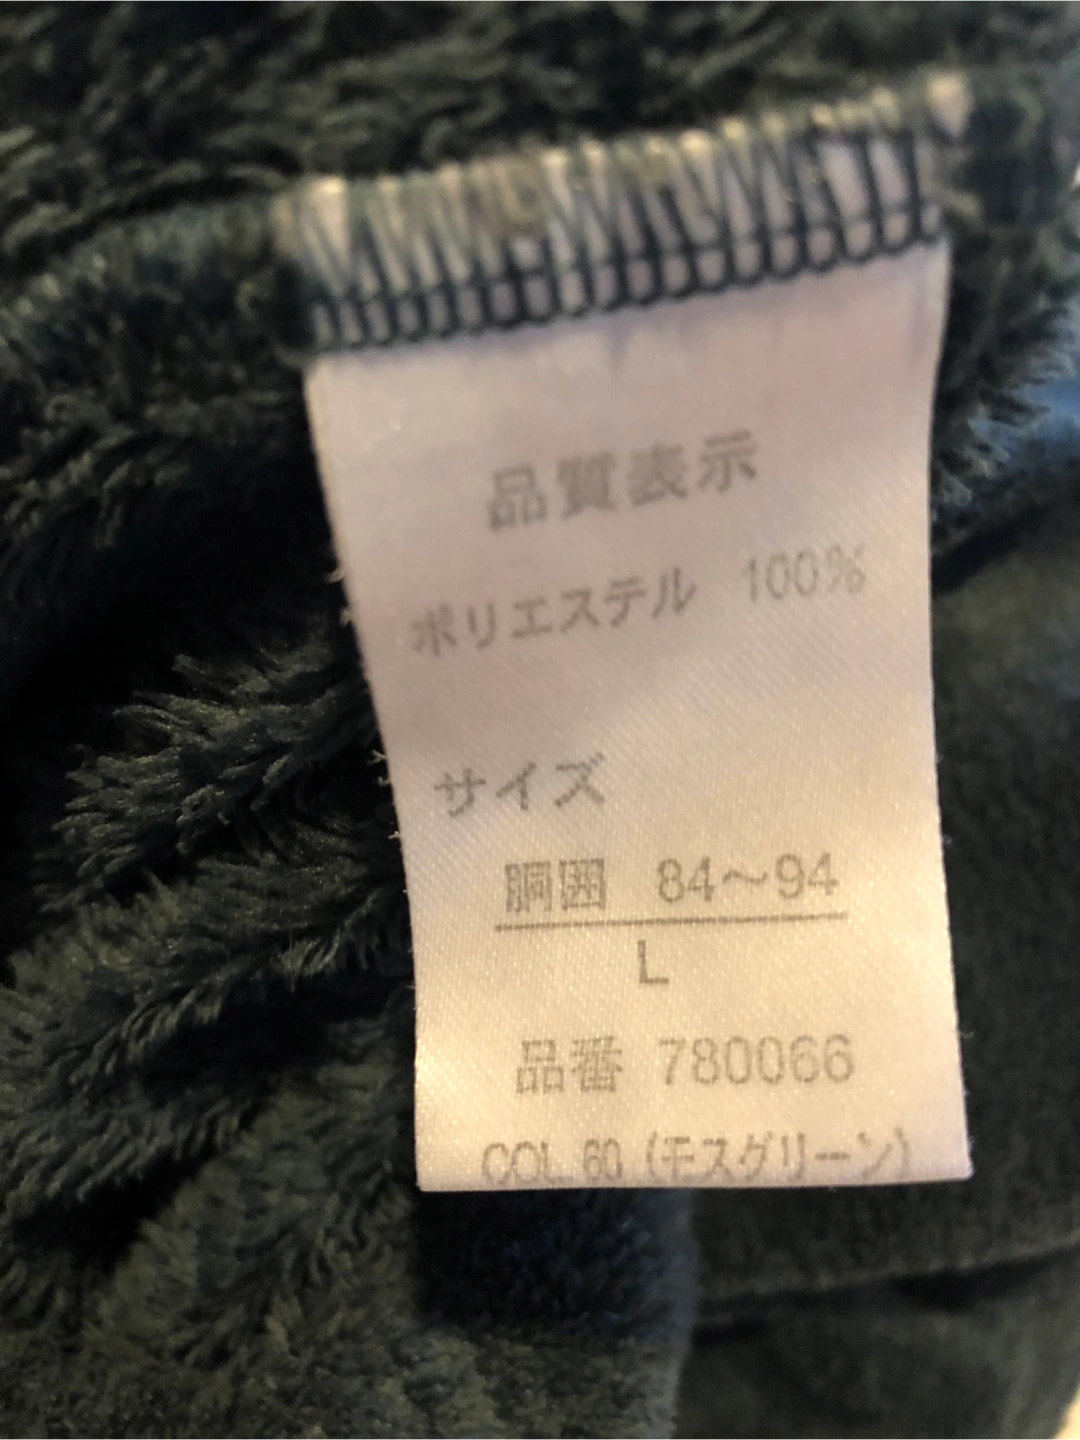 品質表示
ポリエステル 100%
サイズ
胴囲 84〜94
L
品番 780066
COL.60 (モスグリーン)